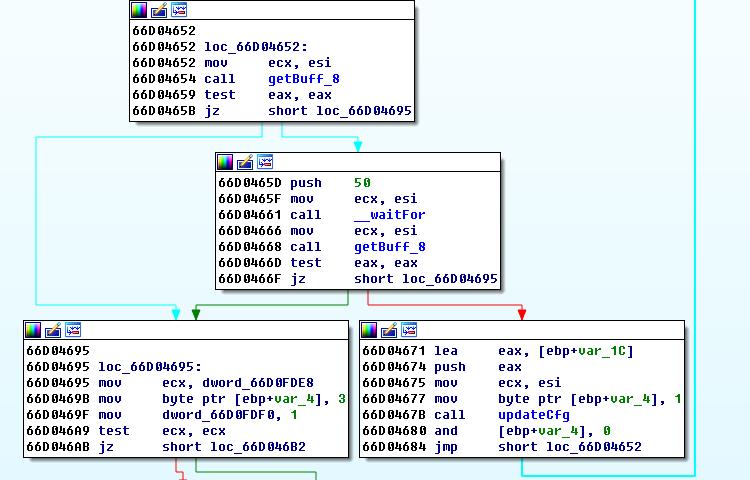 66D04652
66D04652 loc_66D04652:
66D04652 mov ecx, esi
66D04654 call getBuff_8
66D04659 test eax, eax
66D0465B jz short loc_66D04695
66D0465D push 50
66D0465F mov ecx, esi
66D04661 call __waitFor
66D04666 mov ecx, esi
66D04668 call getBuff_8
66D0466D test eax, eax
66D0466F jz short loc_66D04695
66D04695
66D04695 loc_66D04695:
66D04695 mov ecx, dword_66D0FDE8
66D0469B mov byte ptr [ebp+var_4], 3
66D0469F mov dword_66D0FDF0, 1
66D046A9 test ecx, ecx
66D046AB jz short loc_66D046B2
66D04671 lea eax, [ebp+var_1C]
66D04674 push eax
66D04675 mov ecx, esi
66D04677 mov byte ptr [ebp+var_4], 1
66D0467B call updateCfg
66D04680 and [ebp+var_4], 0
66D04684 jmp short loc_66D04652